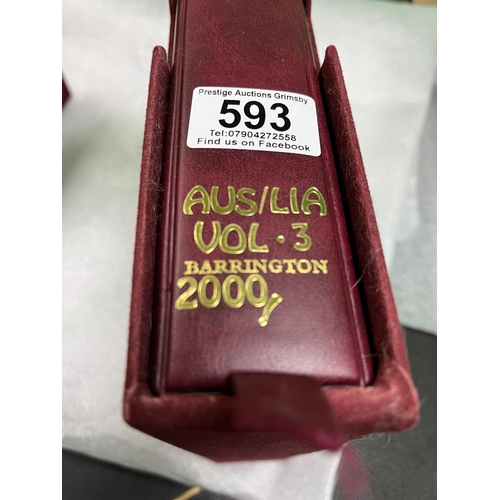 Prestige Auctions Grimsby
593
Tel:07904272558
Find us on Facebook
AUS/LIA
VOL · 3
BARRINGTON
2000/